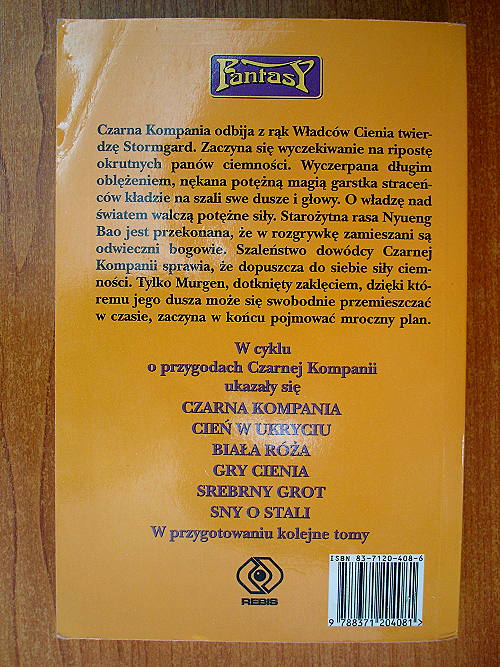 Fantasy
Czarna Kompania odbija z rąk Władców Cienia twier-
dzę Stormgard. Zaczyna się wyczekiwanie na ripostę
okrutnych panów ciemności. Wyczerpana długim
oblężeniem, nękana potężną magią garstka straceń-
ców kładzie na szali swe dusze i głowy. O władzę nad
światem walczą potężne siły. Starożytna rasa Nyueng
Bao jest przekonana, że w rozgrywkę zamieszani są
odwieczni bogowie. Szaleństwo dowódcy Czarnej
Kompanii sprawia, że dopuszcza do siebie siły ciem-
ności. Tylko Murgen, dotknięty zaklęciem, dzięki któ-
remu jego dusza może się swobodnie przemieszczać
w czasie, zaczyna w końcu pojmować mroczny plan.
W cyklu
o przygodach Czarnej Kompanii
ukazały się
CZARNA KOMPANIA
CIEŃ W UKRYCIU
BIAŁA RÓŻA
GRY CIENIA
SREBRNY GROT
SNY O STALI
W przygotowaniu kolejne tomy
REBIS
ISBN 83-7120-408-6
9 788371 204081 >